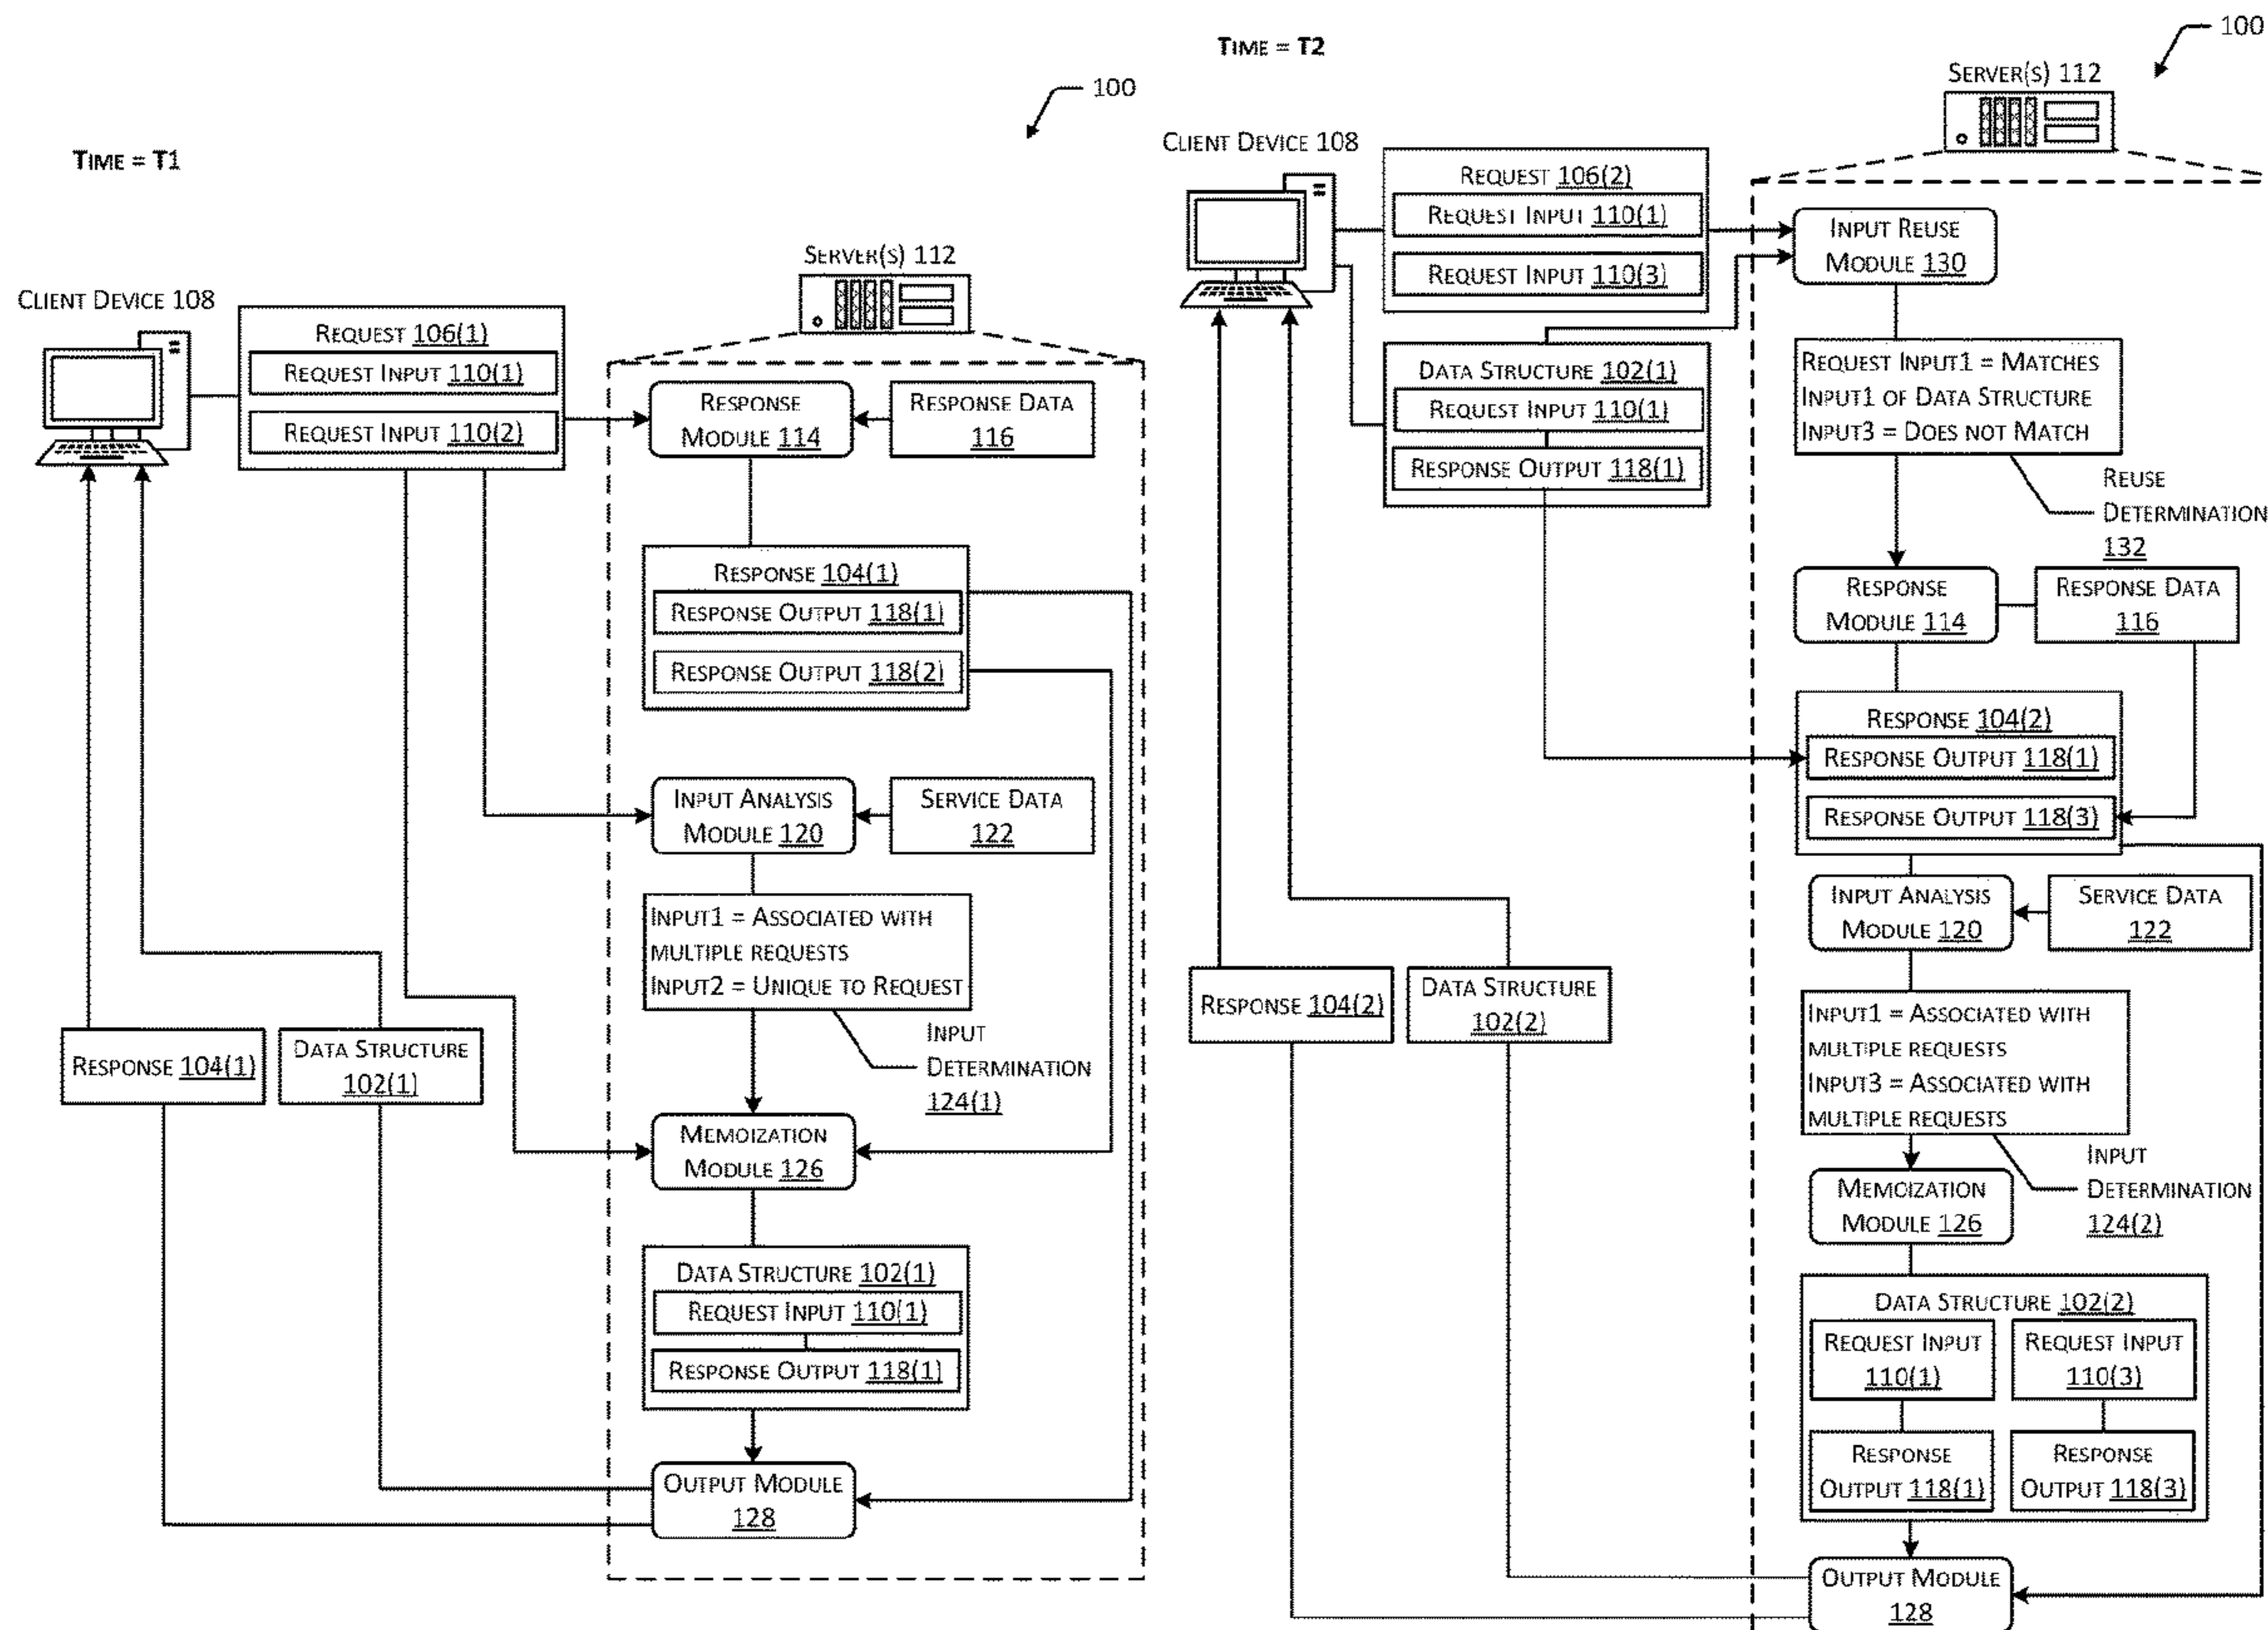 TIME = T1
100
SERVER(S) 112
CLIENT DEVICE 108
REQUEST 106(1)
REQUEST INPUT 110(1)
REQUEST INPUT 110(2)
RESPONSE
MODULE 114
RESPONSE DATA
116
RESPONSE 104(1)
RESPONSE OUTPUT 118(1)
RESPONSE OUTPUT 118(2)
INPUT ANALYSIS
MODULE 120
SERVICE DATA
122
INPUT1 = ASSOCIATED WITH
MULTIPLE REQUESTS
INPUT2 = UNIQUE TO REQUEST
INPUT
DETERMINATION
124(1)
RESPONSE 104(1)
DATA STRUCTURE
102(1)
MEMOIZATION
MODULE 126
DATA STRUCTURE 102(1)
REQUEST INPUT 110(1)
RESPONSE OUTPUT 118(1)
OUTPUT MODULE
128
TIME = T2
100
SERVER(S) 112
CLIENT DEVICE 108
REQUEST 106(2)
REQUEST INPUT 110(1)
REQUEST INPUT 110(3)
INPUT REUSE
MODULE 130
DATA STRUCTURE 102(1)
REQUEST INPUT 110(1)
RESPONSE OUTPUT 118(1)
REQUEST INPUT1 = MATCHES
INPUT1 OF DATA STRUCTURE
INPUT3 = DOES NOT MATCH
REUSE
DETERMINATION
132
RESPONSE
MODULE 114
RESPONSE DATA
116
RESPONSE 104(2)
RESPONSE OUTPUT 118(1)
RESPONSE OUTPUT 118(3)
INPUT ANALYSIS
MODULE 120
SERVICE DATA
122
RESPONSE 104(2)
DATA STRUCTURE
102(2)
INPUT1 = ASSOCIATED WITH
MULTIPLE REQUESTS
INPUT3 = ASSOCIATED WITH
MULTIPLE REQUESTS
INPUT
DETERMINATION
124(2)
MEMOIZATION
MODULE 126
DATA STRUCTURE 102(2)
REQUEST INPUT
110(1)
REQUEST INPUT
110(3)
RESPONSE
OUTPUT 118(1)
RESPONSE
OUTPUT 118(3)
OUTPUT MODULE
128